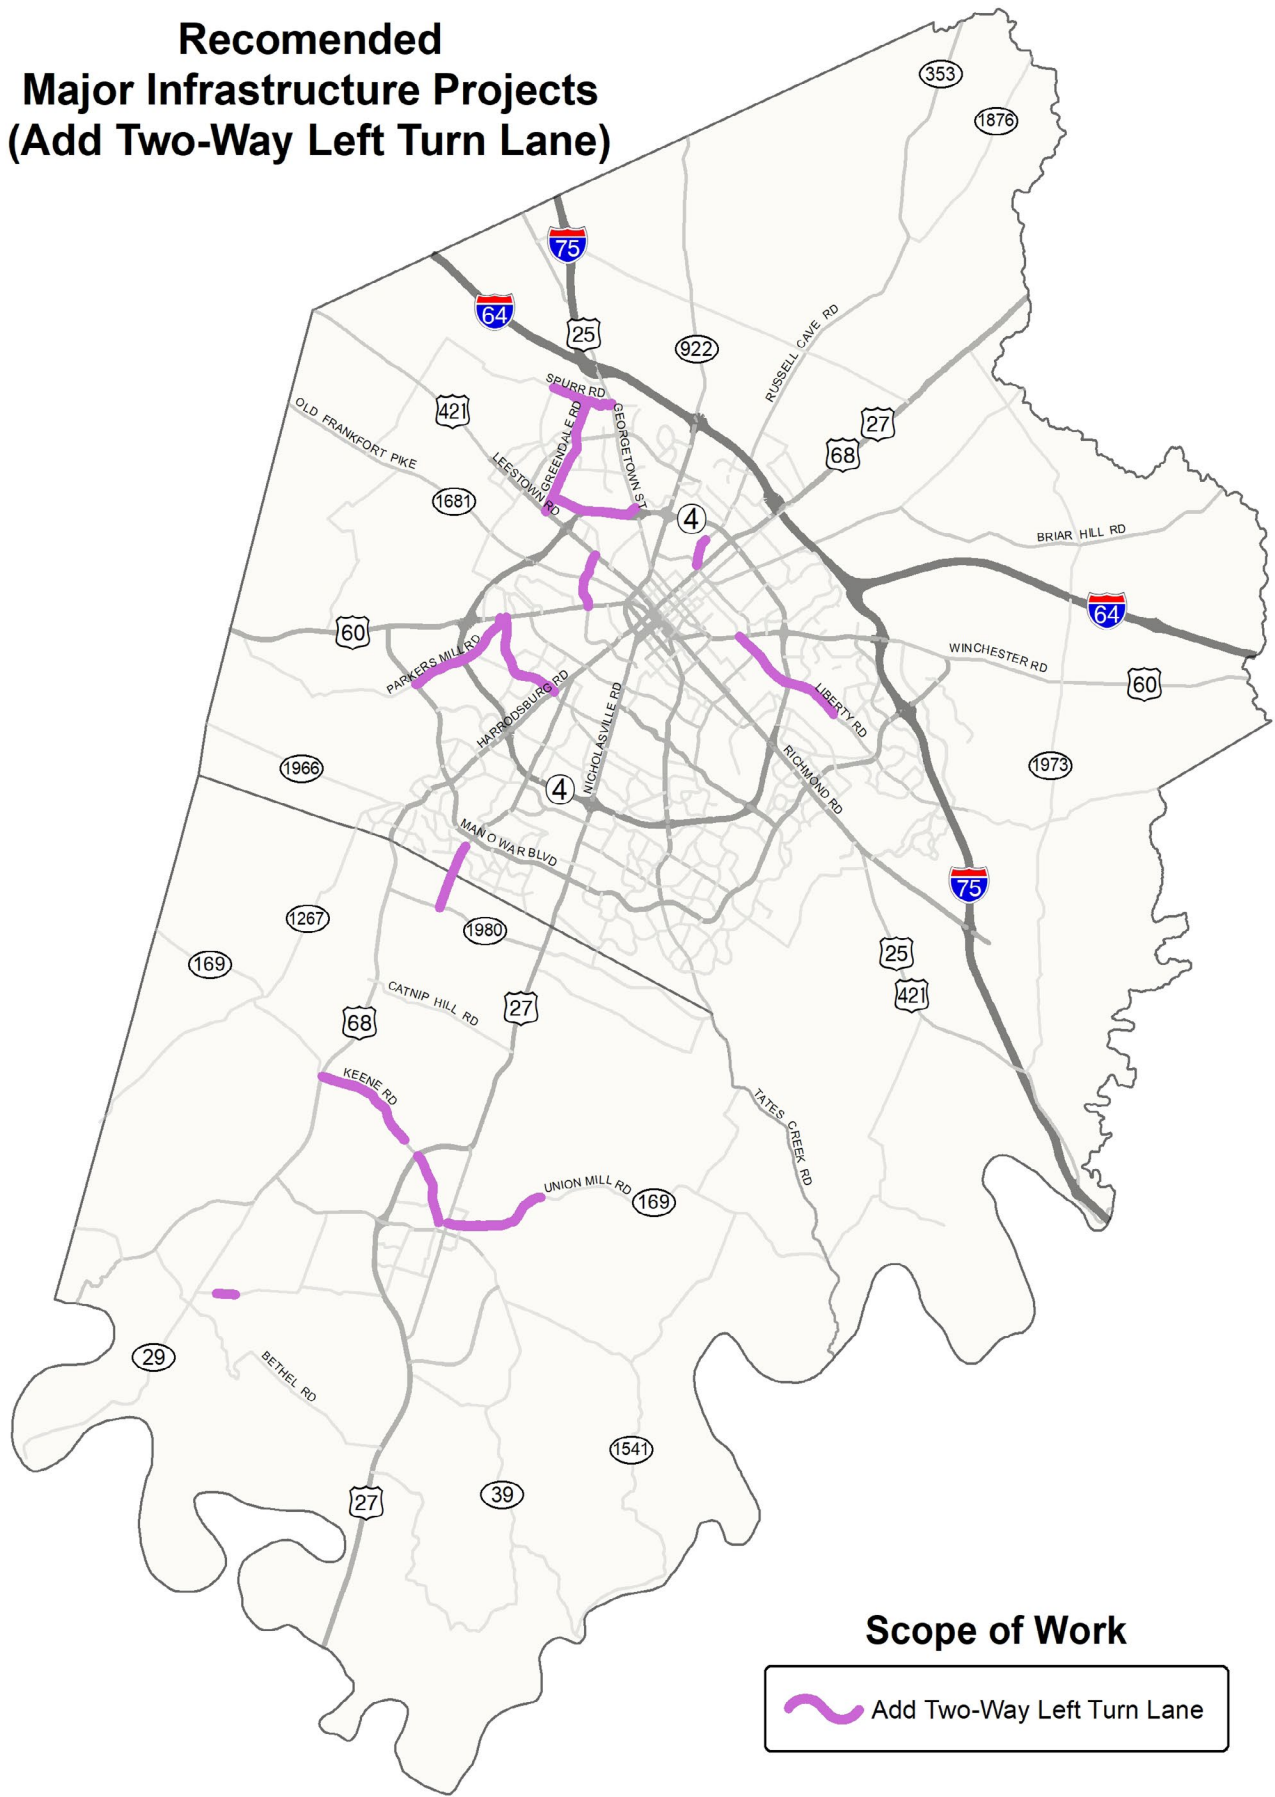 Recomended
Major Infrastructure Projects
(Add Two-Way Left Turn Lane)
353
1876
75
64
25
922
RUSSELL CAVE RD
SPURR RD
421
27
OLD FRANKFORT PIKE
GREENDALE RD
GEORGETOWN ST
68
LEESTOWN RD
1681
4
BRIAR HILL RD
64
60
PARKERS MILL RD
WINCHESTER RD
60
HARRODSBURG RD
NICHOLASVILLE RD
LIBERTY RD
1966
RICHMOND RD
1973
4
MAN O WAR BLVD
75
1267
1980
169
25
CATNIP HILL RD
27
421
68
KEENE RD
TATES CREEK RD
UNION MILL RD
169
29
BETHEL RD
1541
39
27
Scope of Work
Add Two-Way Left Turn Lane